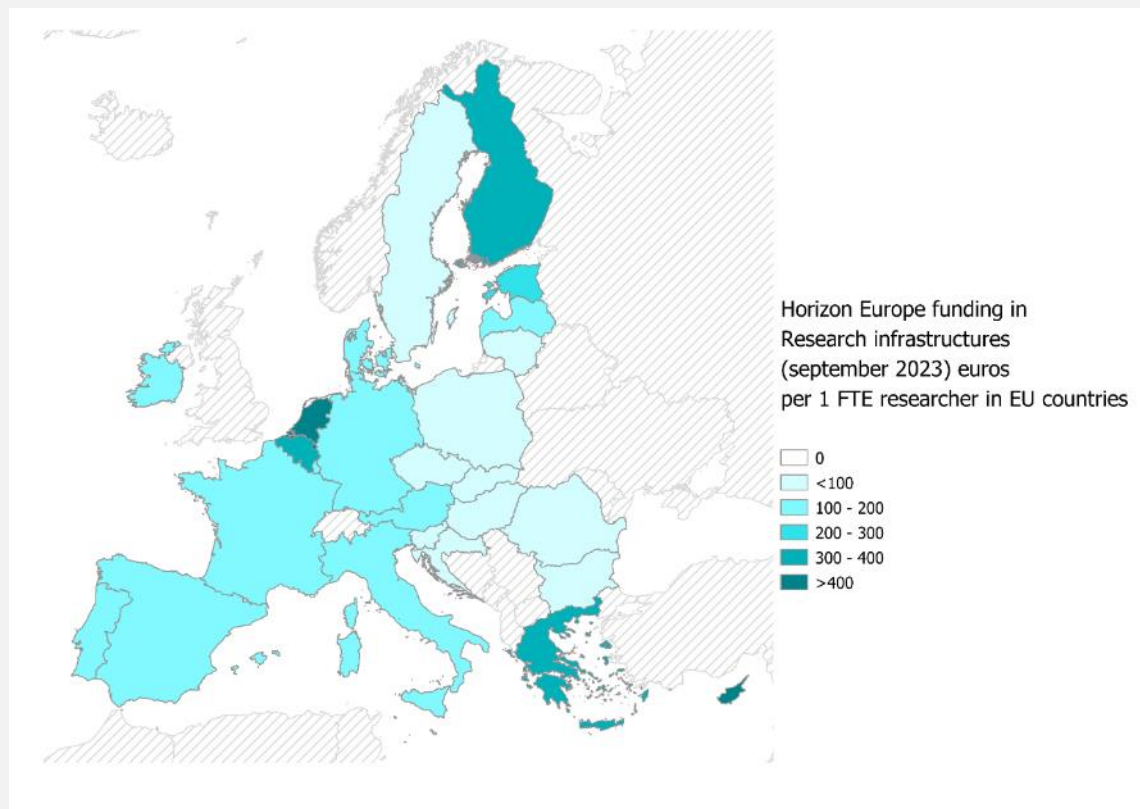 Horizon Europe funding in
Research infrastructures
(september 2023) euros
per 1 FTE researcher in EU countries
0
<100
100 - 200
200 - 300
300 - 400
>400